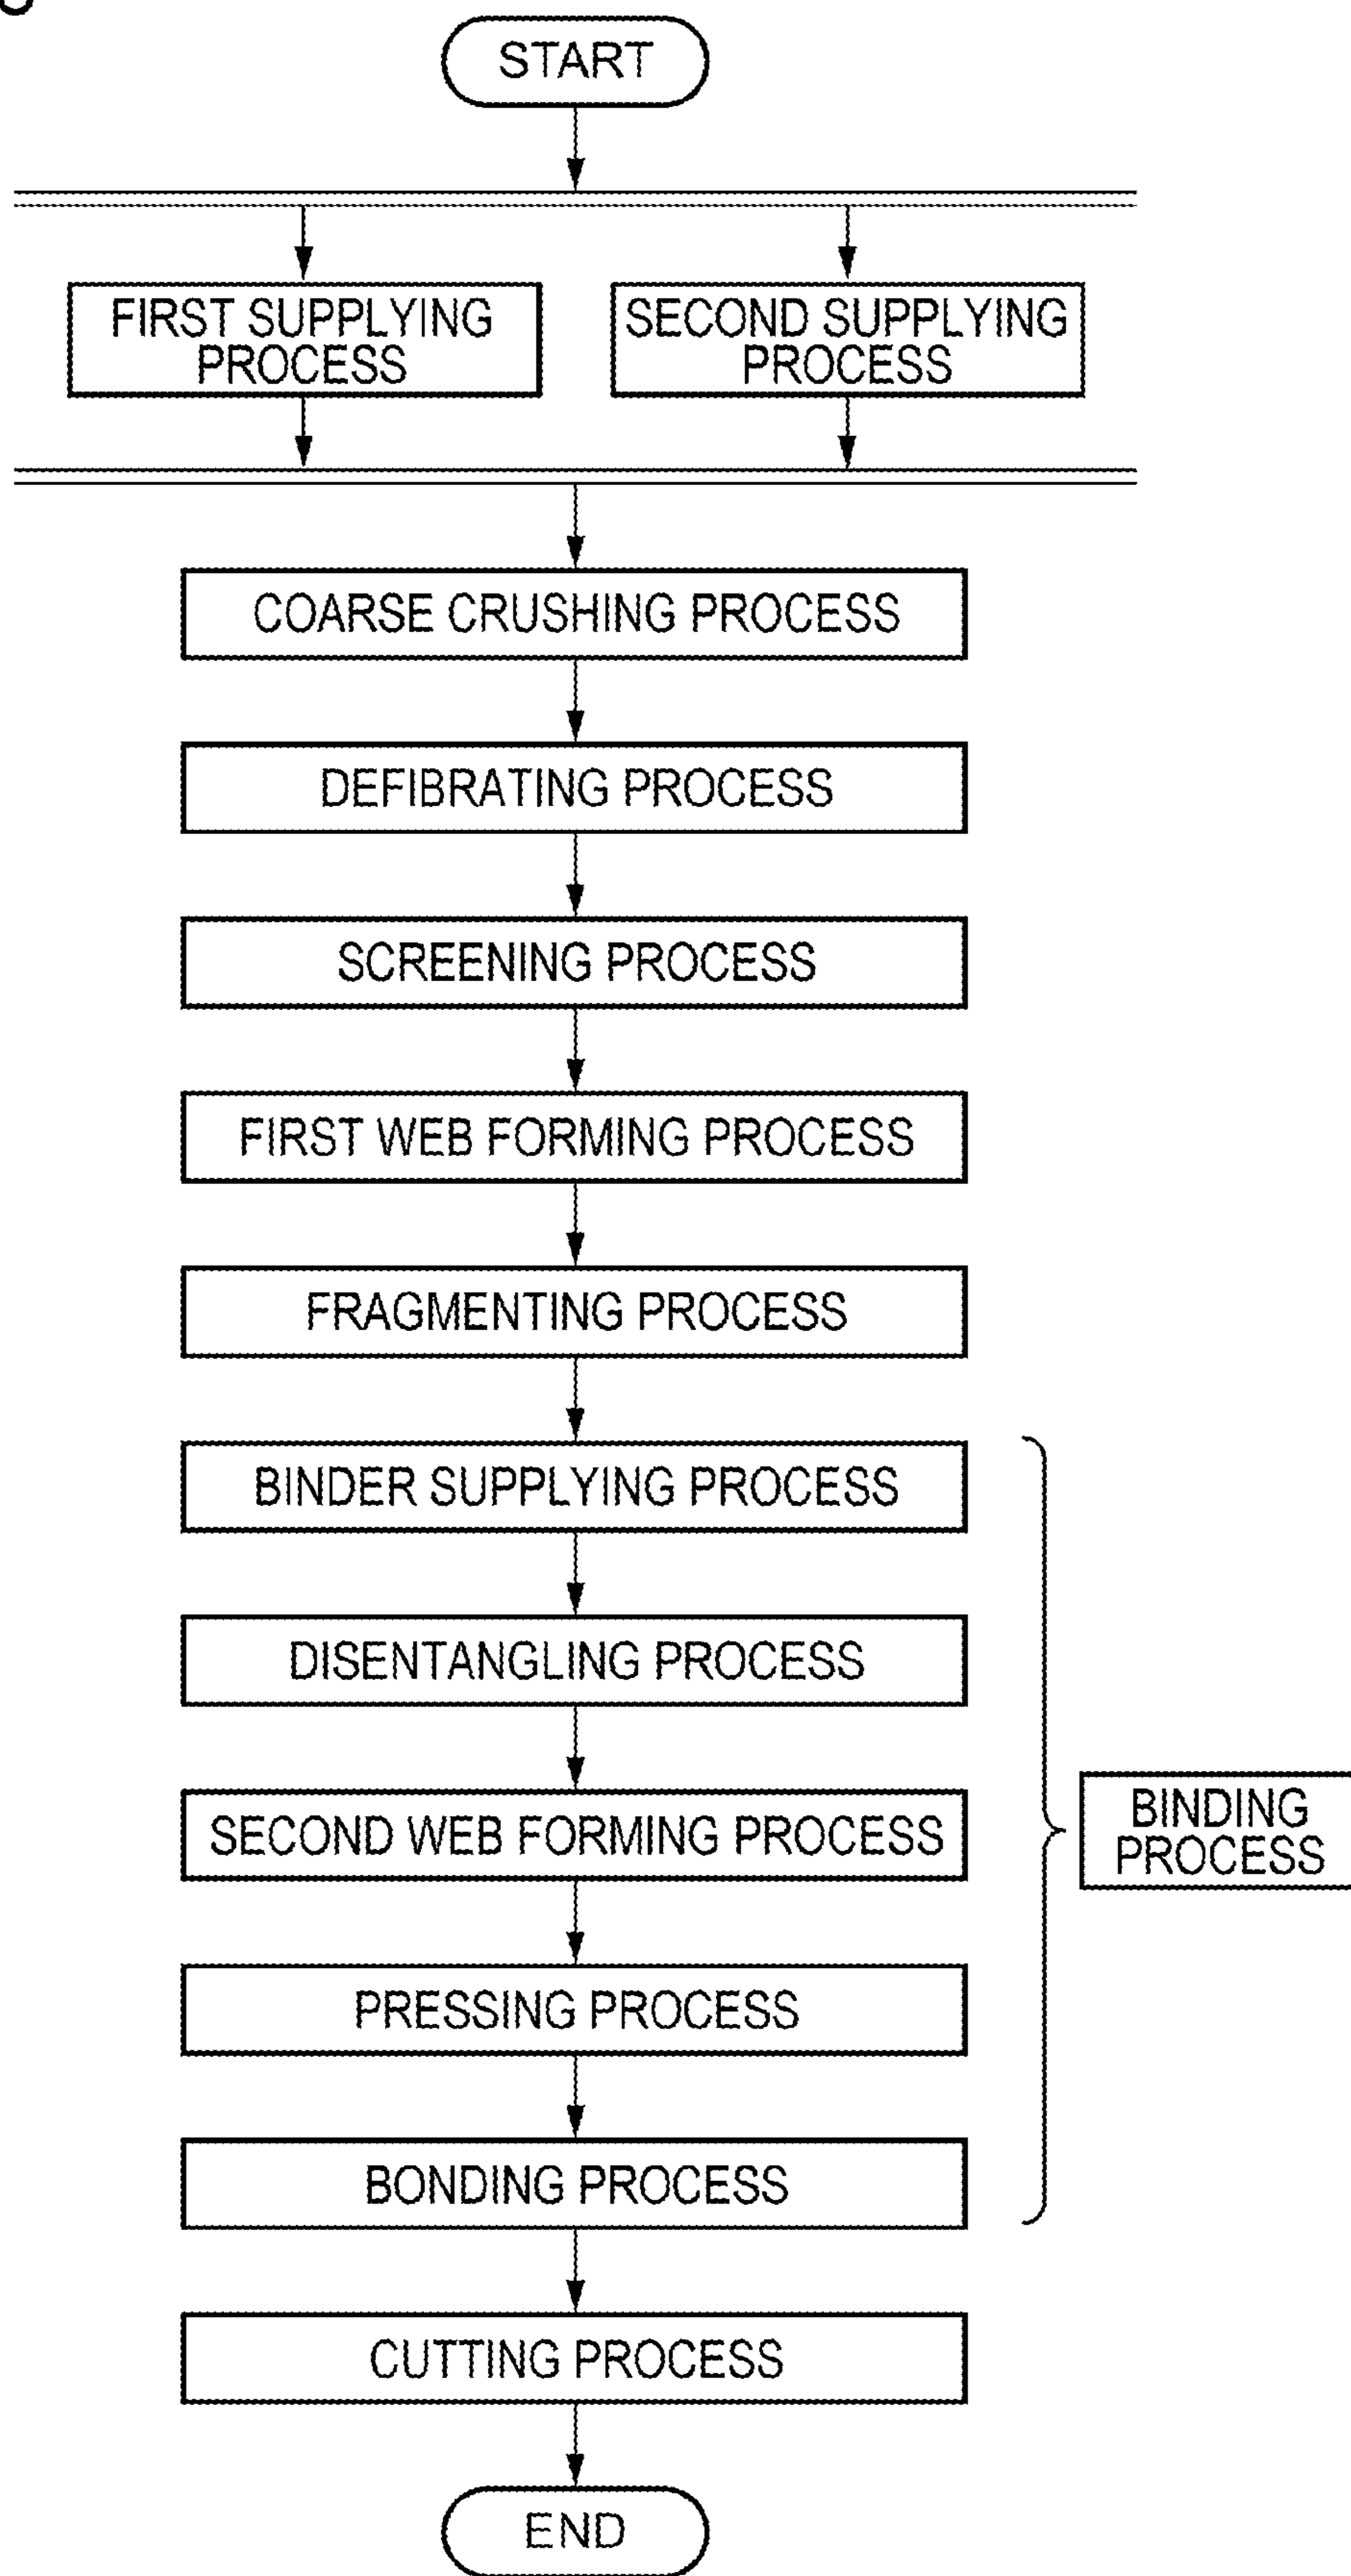 START
FIRST SUPPLYING
PROCESS
SECOND SUPPLYING
PROCESS
COARSE CRUSHING PROCESS
DEFIBRATING PROCESS
SCREENING PROCESS
FIRST WEB FORMING PROCESS
FRAGMENTING PROCESS
BINDER SUPPLYING PROCESS
DISENTANGLING PROCESS
SECOND WEB FORMING PROCESS
BINDING
PROCESS
PRESSING PROCESS
BONDING PROCESS
CUTTING PROCESS
END